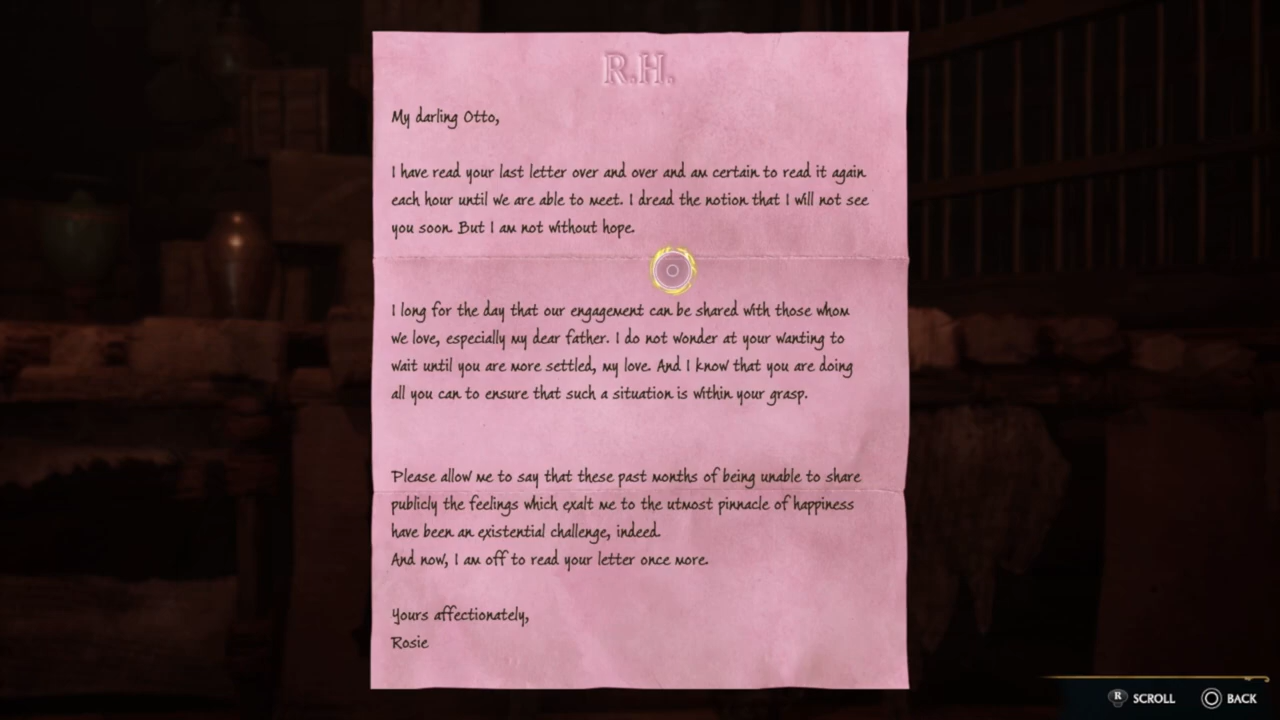 R.H.
My darling Otto,
I have read your last letter over and over and am certain to read it again
each hour until we are able to meet. I dread the notion that I will not see
you soon. But I am not without hope.
I long for the day that our engagement can be shared with those whom
we love, especially my dear father. I do not wonder at your wanting to
wait until you are more settled, my love. And I know that you are doing
all you can to ensure that such a situation is within your grasp.
Please allow me to say that these past months of being unable to share
publicly the feelings which exalt me to the utmost pinnacle of happiness
have been an existential challenge, indeed.
And now, I am off to read your letter once more.
Yours affectionately,
Rosie
R SCROLL BACK